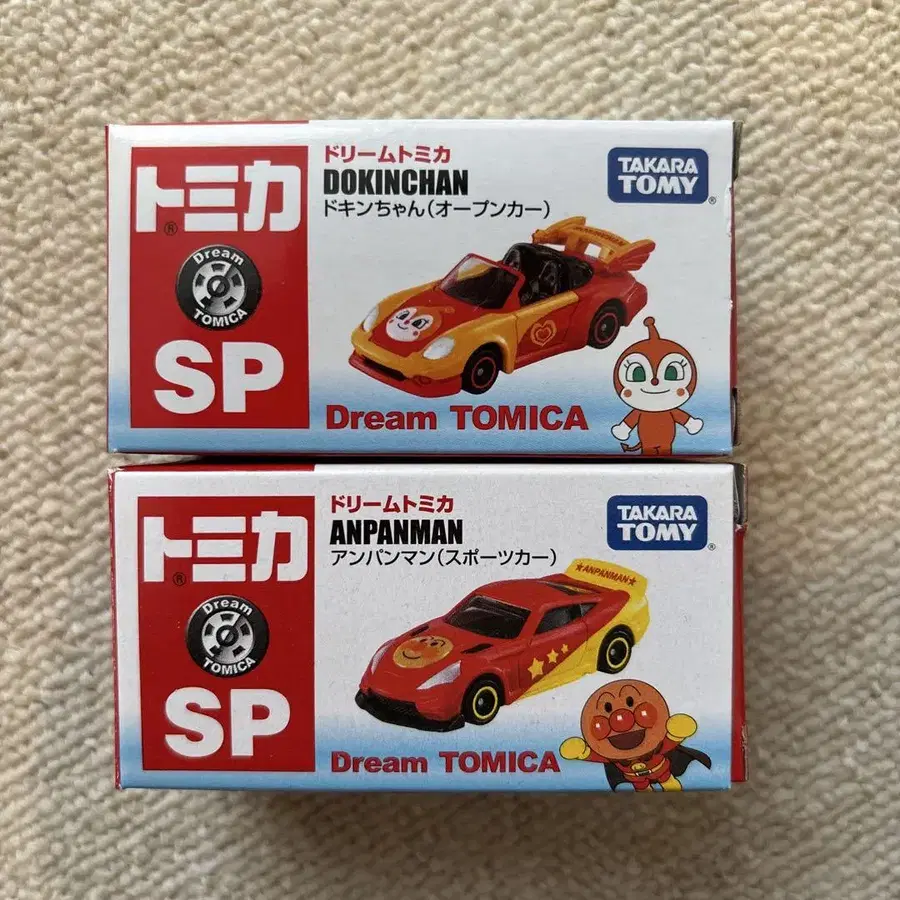 トミカ
®
Dream
TOMICA
SP
ドリームトミカ
DOKINCHAN
ドキンちゃん(オープンカー)
TAKARA
TOMY
®
ANPANMAN
Dream TOMICA
トミカ
®
Dream
TOMICA
SP
ドリームトミカ
ANPANMAN
アンパンマン(スポーツカー)
TAKARA
TOMY
®
★ANPANMAN★
Dream TOMICA